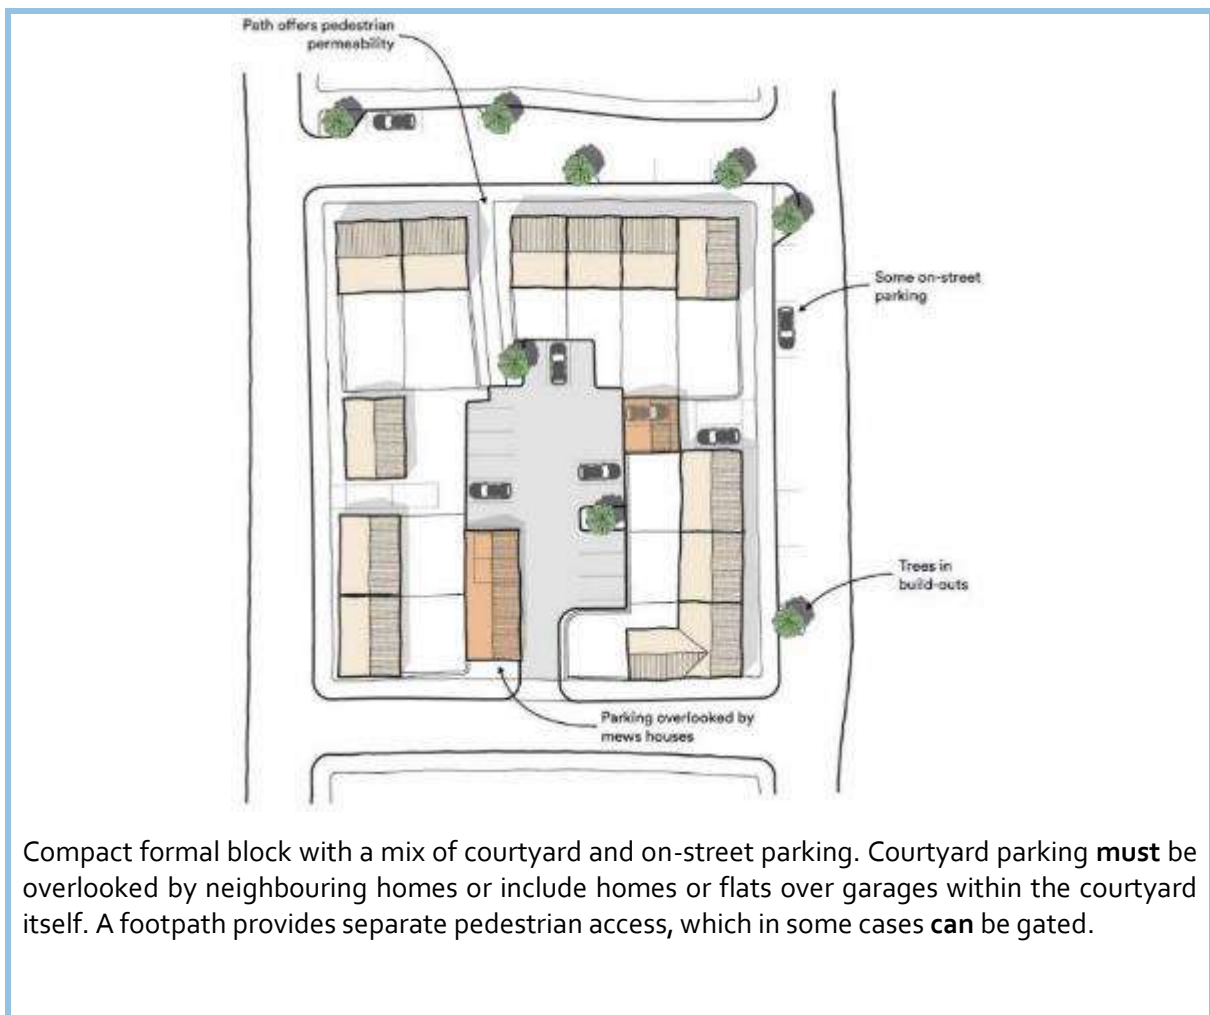 Path offers pedestrian
permeability
Some on-street
parking
Trees in
build-outs
Parking overlooked by
mews houses
Compact formal block with a mix of courtyard and on-street parking. Courtyard parking must be
overlooked by neighbouring homes or include homes or flats over garages within the courtyard
itself. A footpath provides separate pedestrian access, which in some cases can be gated.